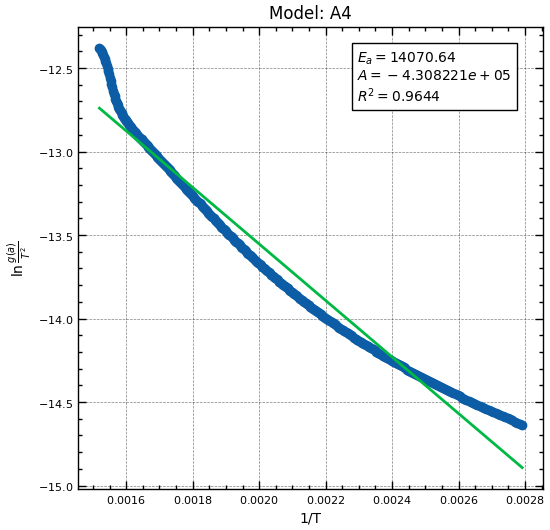 Model: A4
E_a = 14070.64
A = −4.308221e + 05
R² = 0.9644
−12.5
−13.0
−13.5
−14.0
−14.5
−15.0
ln g(a)/T²
0.0016 0.0018 0.0020 0.0022 0.0024 0.0026 0.0028
1/T